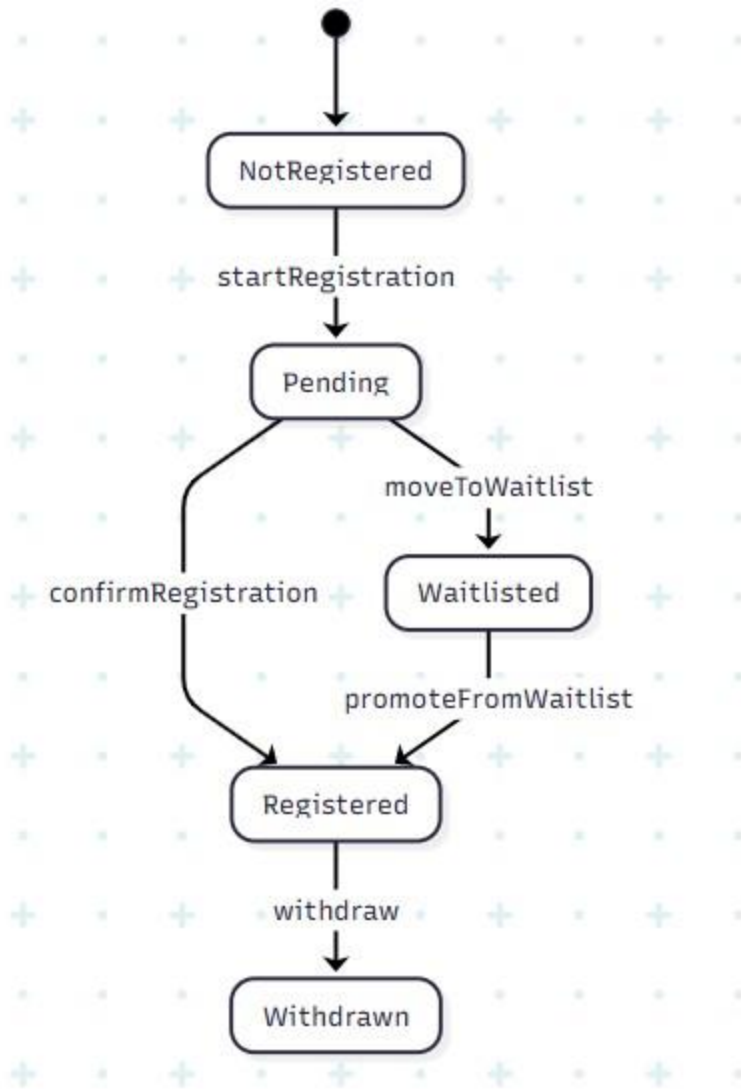 NotRegistered
startRegistration
Pending
moveToWaitlist
confirmRegistration
Waitlisted
promoteFromWaitlist
Registered
withdraw
Withdrawn